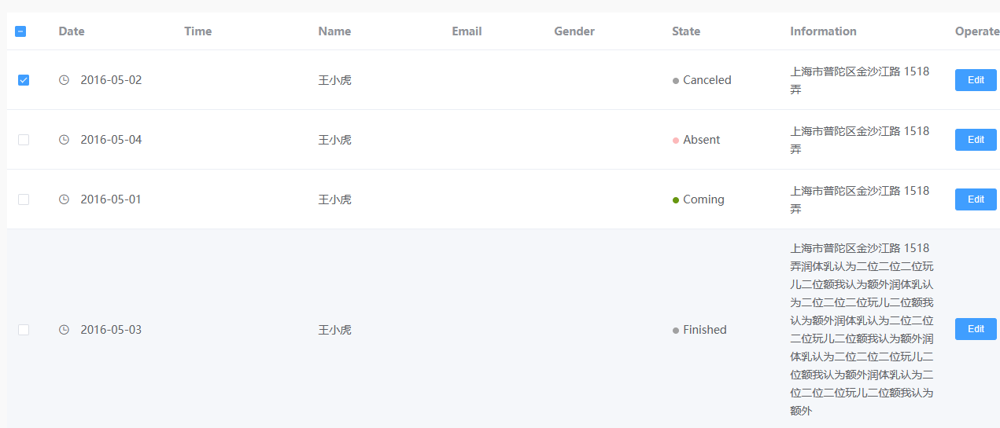 Date Time Name Email Gender State Information Operate
2016-05-02 王小虎 Canceled 上海市普陀区金沙江路 1518
弄 Edit
2016-05-04 王小虎 Absent 上海市普陀区金沙江路 1518
弄 Edit
2016-05-01 王小虎 Coming 上海市普陀区金沙江路 1518
弄 Edit
2016-05-03 王小虎 Finished 上海市普陀区金沙江路 1518
弄润体乳认为二位二位二位玩
儿二位额我认为额外润体乳认
为二位二位二位玩儿二位额我
认为额外润体乳认为二位二位
二位玩儿二位额我认为额外润
体乳认为二位二位二位玩儿二
位额我认为额外润体乳认为二
位二位二位玩儿二位额我认为
额外 Edit